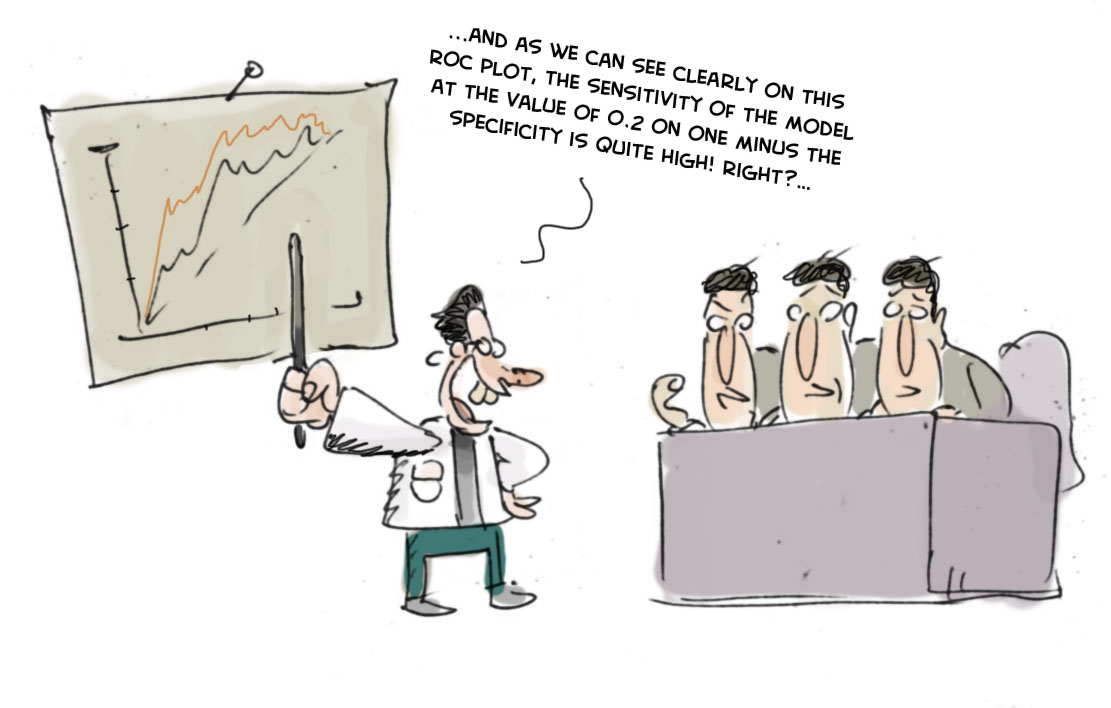 ...AND AS WE CAN SEE CLEARLY ON THIS
ROC PLOT, THE SENSITIVITY OF THE MODEL
AT THE VALUE OF 0.2 ON ONE MINUS THE
SPECIFICITY IS QUITE HIGH! RIGHT?...